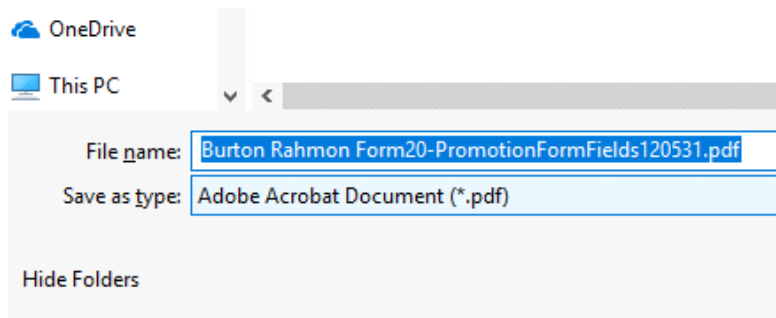 OneDrive
This PC
File name: Burton Rahmon Form20-PromotionFormFields120531.pdf
Save as type: Adobe Acrobat Document (*.pdf)
Hide Folders